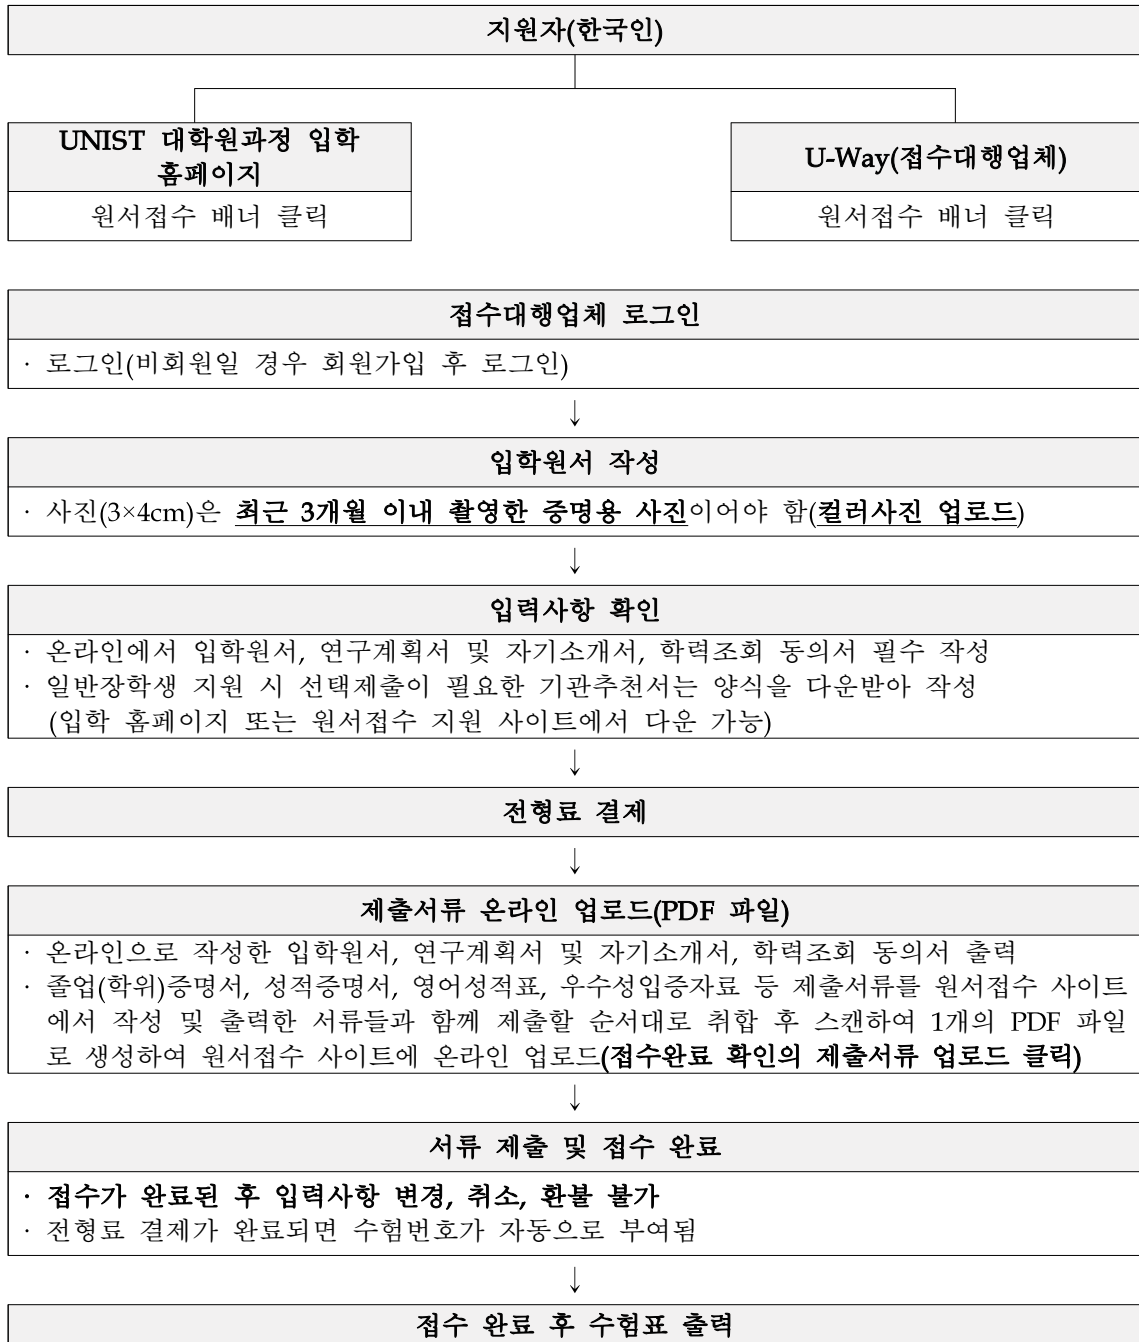 지원자(한국인)
UNIST 대학원과정 입학
홈페이지
원서접수 배너 클릭
U-Way(접수대행업체)
원서접수 배너 클릭
접수대행업체 로그인
· 로그인(비회원일 경우 회원가입 후 로그인)
↓
입학원서 작성
· 사진(3×4cm)은 최근 3개월 이내 촬영한 증명용 사진이어야 함(컬러사진 업로드)
↓
입력사항 확인
· 온라인에서 입학원서, 연구계획서 및 자기소개서, 학력조회 동의서 필수 작성
· 일반장학생 지원 시 선택제출이 필요한 기관추천서는 양식을 다운받아 작성
(입학 홈페이지 또는 원서접수 지원 사이트에서 다운 가능)
↓
전형료 결제
↓
제출서류 온라인 업로드(PDF 파일)
· 온라인으로 작성한 입학원서, 연구계획서 및 자기소개서, 학력조회 동의서 출력
· 졸업(학위)증명서, 성적증명서, 영어성적표, 우수성입증자료 등 제출서류를 원서접수 사이트
에서 작성 및 출력한 서류들과 함께 제출할 순서대로 취합 후 스캔하여 1개의 PDF 파일
로 생성하여 원서접수 사이트에 온라인 업로드(접수완료 확인의 제출서류 업로드 클릭)
↓
서류 제출 및 접수 완료
· 접수가 완료된 후 입력사항 변경, 취소, 환불 불가
· 전형료 결제가 완료되면 수험번호가 자동으로 부여됨
↓
접수 완료 후 수험표 출력